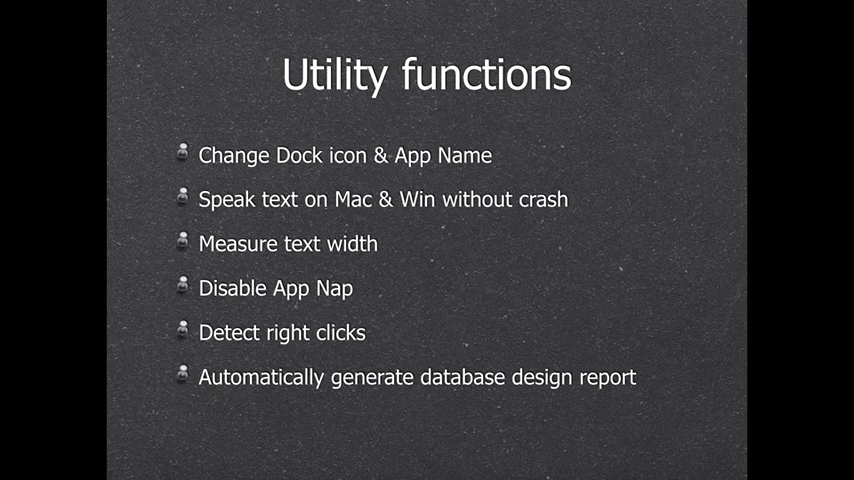 Utility functions
Change Dock icon & App Name
Speak text on Mac & Win without crash
Measure text width
Disable App Nap
Detect right clicks
Automatically generate database design report